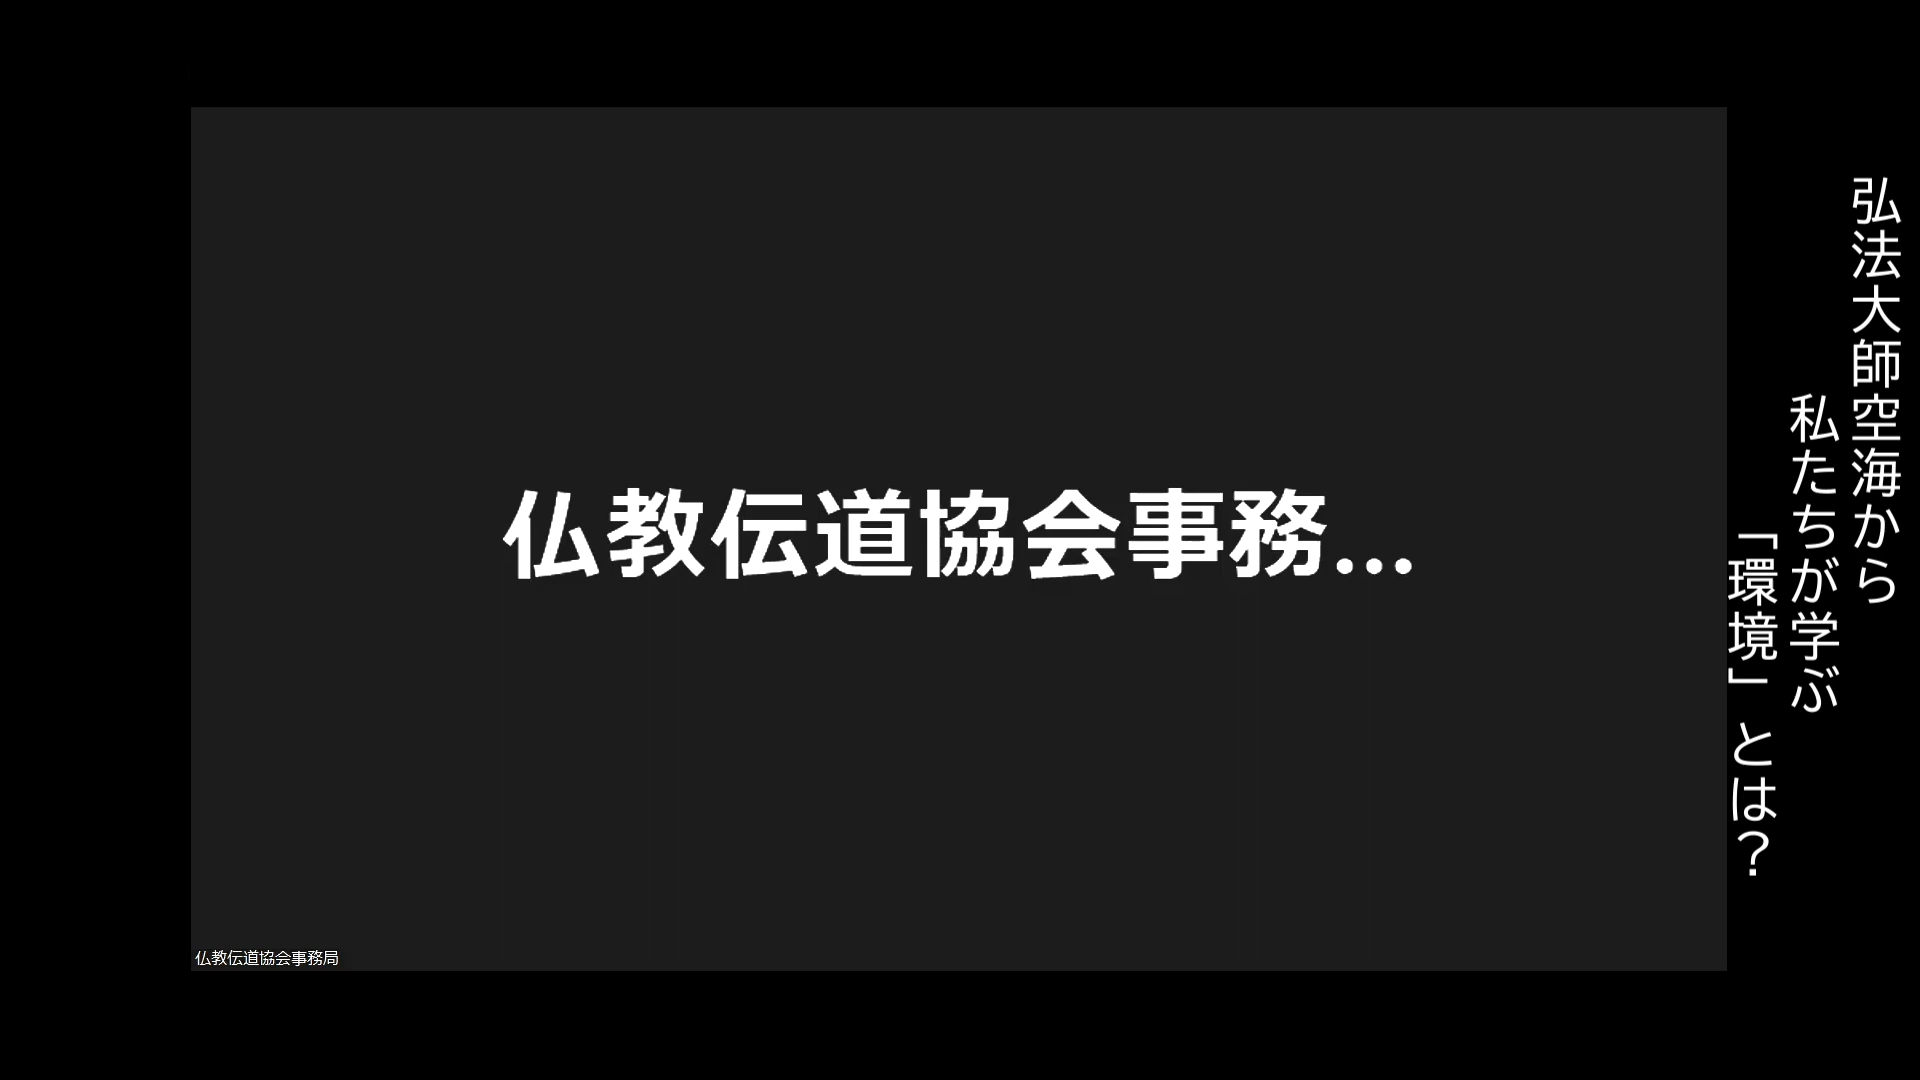 弘法大師空海から
私たちが学ぶ
「環境」とは？
仏教伝道協会事務...
仏教伝道協会事務局